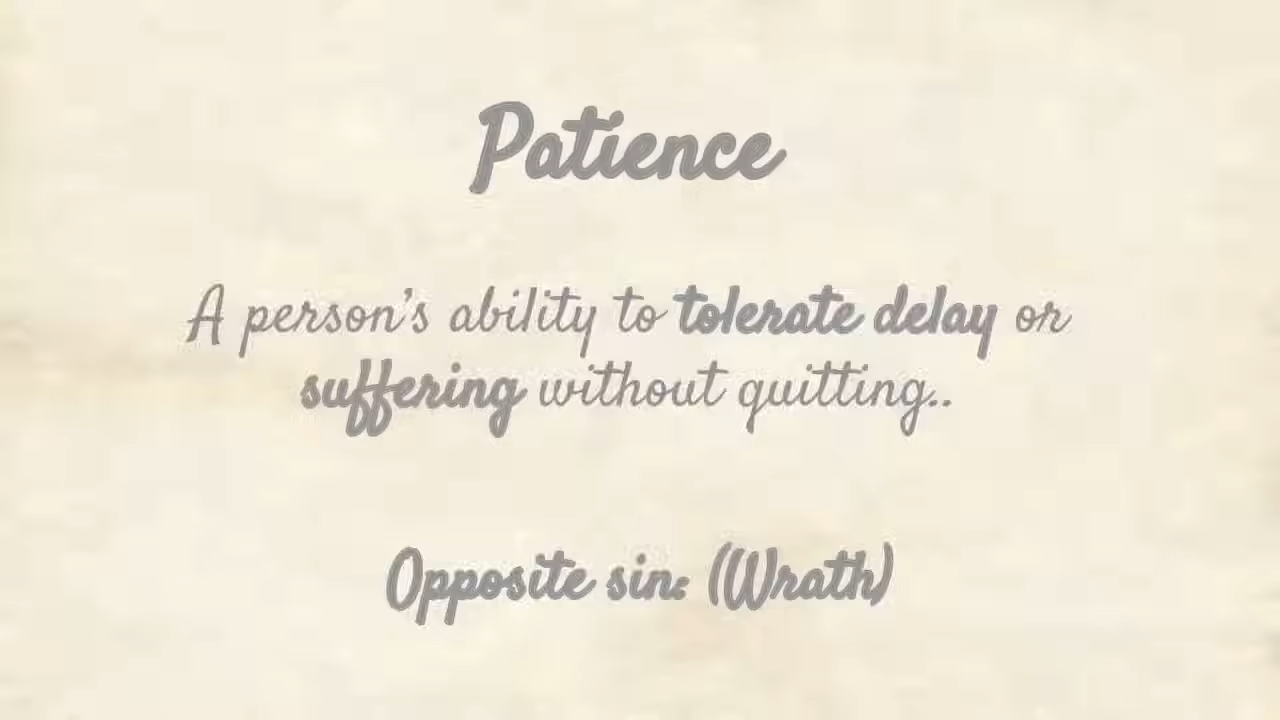 Patience
A person's ability to tolerate delay or
suffering without quitting..
Opposite sin: (Wrath)